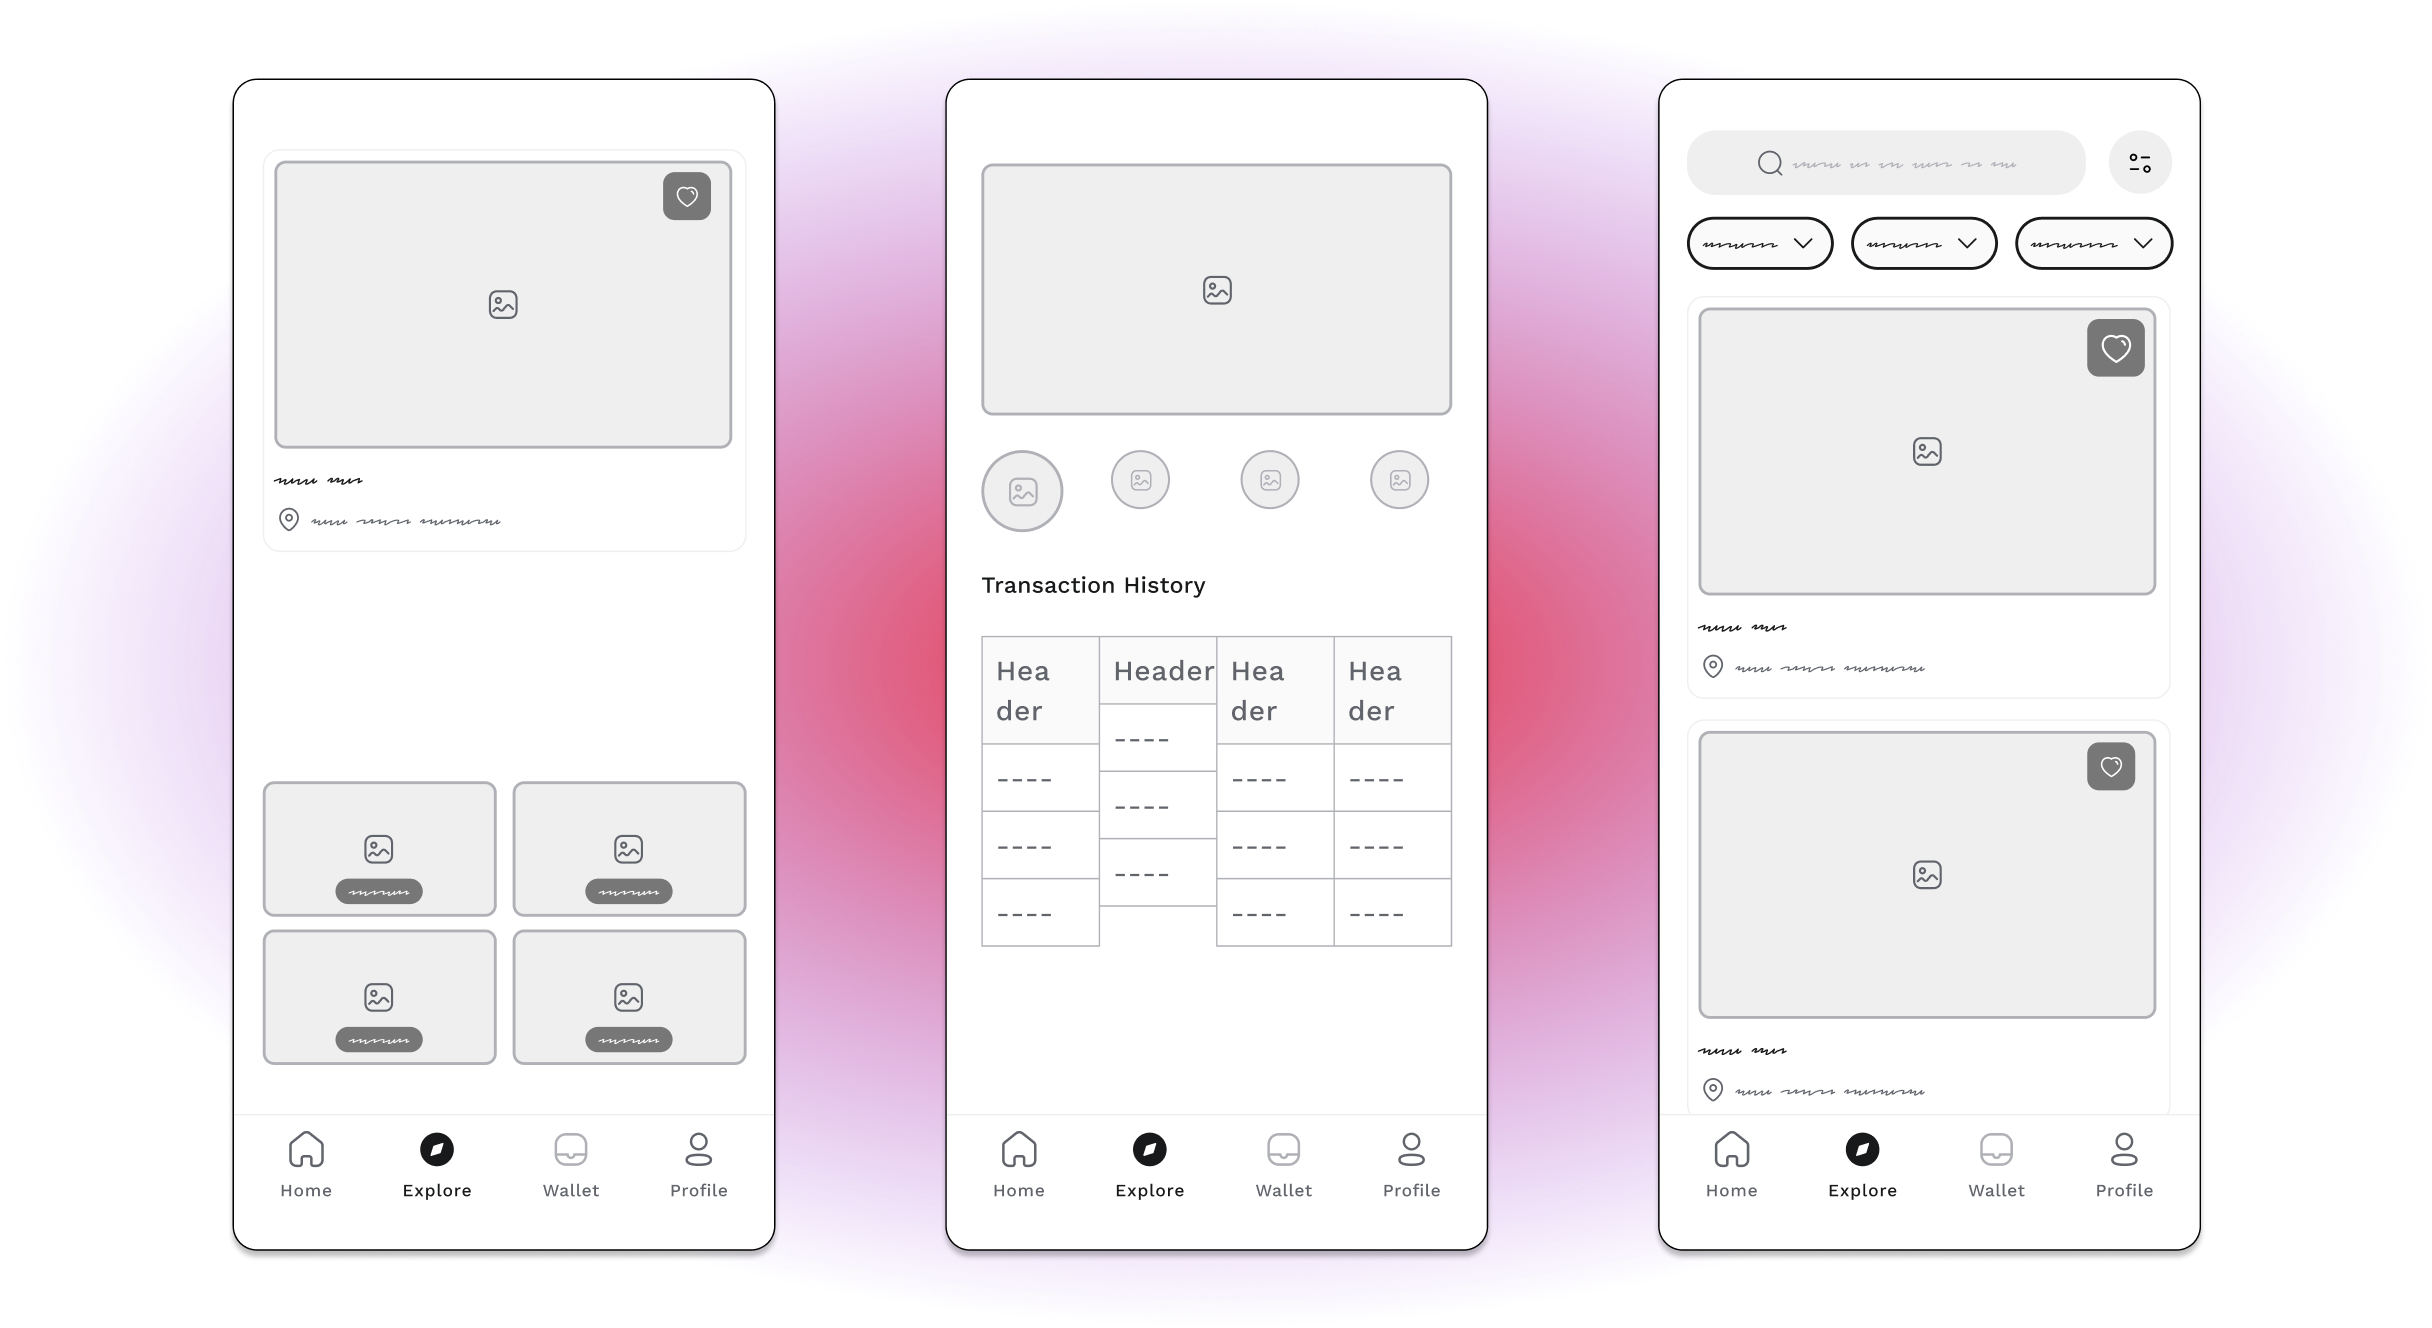 Home Explore Wallet Profile
Transaction History
Hea
der
Header
Hea
der
Hea
der
----
----
----
----
----
----
----
----
----
----
----
----
Home Explore Wallet Profile
Home Explore Wallet Profile